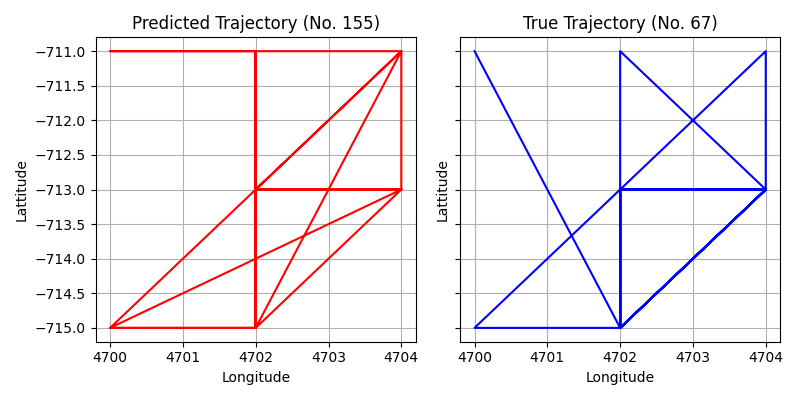 Predicted Trajectory (No. 155)
True Trajectory (No. 67)
−711.0
−711.5
−712.0
−712.5
−713.0
−713.5
−714.0
−714.5
−715.0
Lattitude
Lattitude
4700 4701 4702 4703 4704
4700 4701 4702 4703 4704
Longitude
Longitude